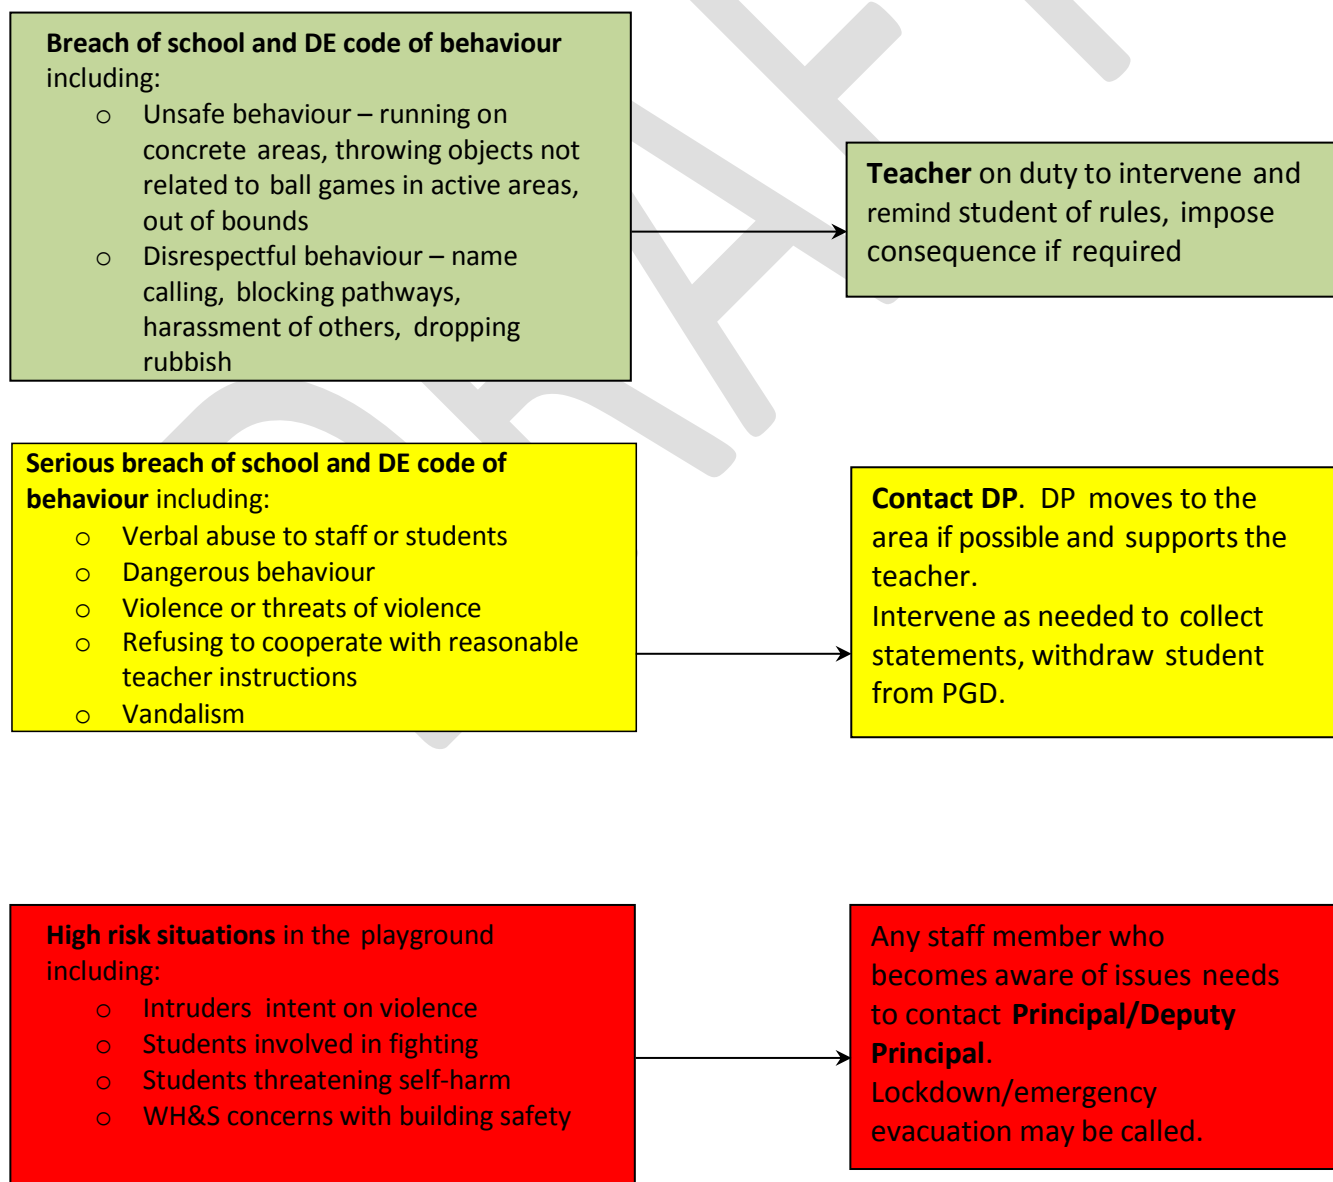 Breach of school and DE code of behaviour
including:
o Unsafe behaviour – running on
concrete areas, throwing objects not
related to ball games in active areas,
out of bounds
o Disrespectful behaviour – name
calling, blocking pathways,
harassment of others, dropping
rubbish
Teacher on duty to intervene and
remind student of rules, impose
consequence if required
Serious breach of school and DE code of
behaviour including:
o Verbal abuse to staff or students
o Dangerous behaviour
o Violence or threats of violence
o Refusing to cooperate with reasonable
teacher instructions
o Vandalism
Contact DP. DP moves to the
area if possible and supports the
teacher.
Intervene as needed to collect
statements, withdraw student
from PGD.
High risk situations in the playground
including:
o Intruders intent on violence
o Students involved in fighting
o Students threatening self-harm
o WH&S concerns with building safety
Any staff member who
becomes aware of issues needs
to contact Principal/Deputy
Principal.
Lockdown/emergency
evacuation may be called.
DRAFT